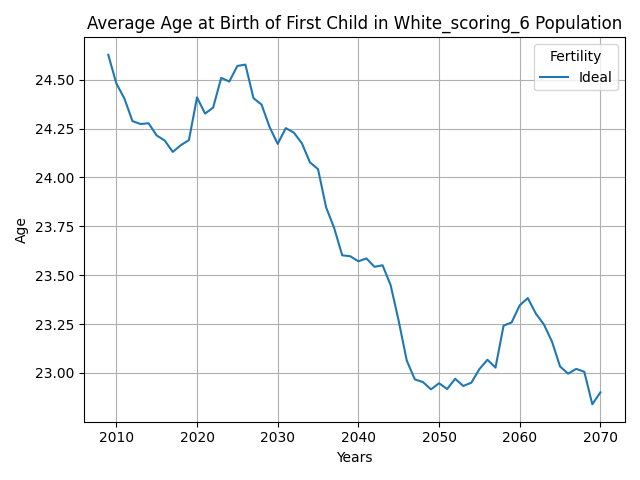 Average Age at Birth of First Child in White_scoring_6 Population
Fertility
Ideal
24.50
24.25
24.00
23.75
23.50
23.25
23.00
Age
2010 2020 2030 2040 2050 2060 2070
Years